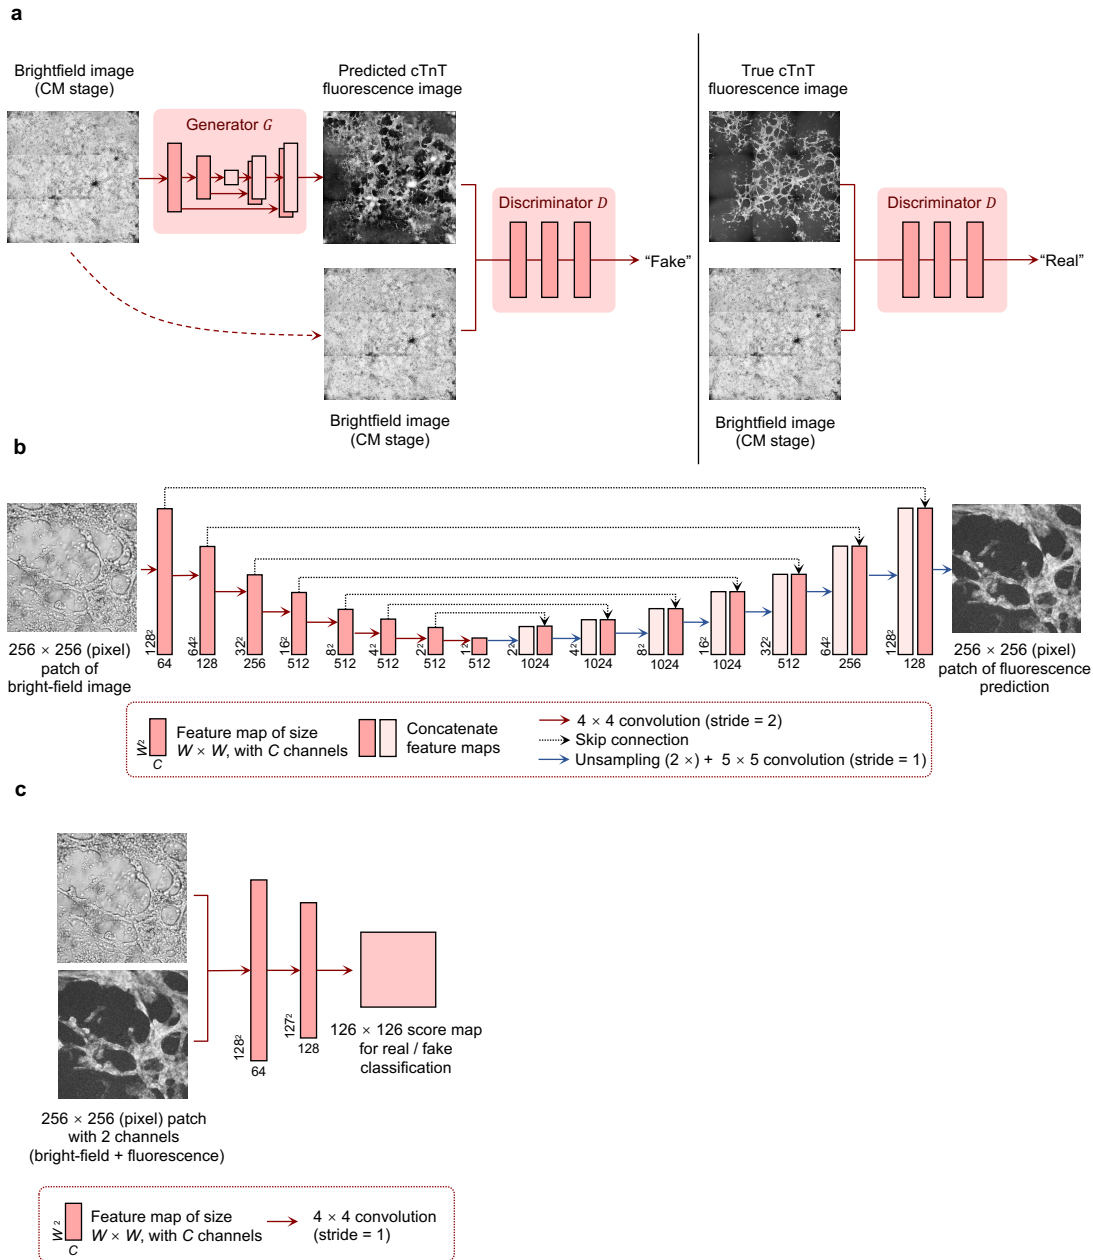 a
Brightfield image
(CM stage)
Generator G
Predicted cTnT
fluorescence image
Discriminator D
"Fake"
Brightfield image
(CM stage)
True cTnT
fluorescence image
Discriminator D
"Real"
Brightfield image
(CM stage)
b
256 × 256 (pixel)
patch of
bright-field image
128²
64
64²
128
32²
256
16²
512
8²
512
4²
512
2²
512
1²
512
2²
1024
4²
1024
8²
1024
16²
1024
32²
512
64²
256
128²
128
256 × 256 (pixel)
patch of fluorescence
prediction
W²
C
Feature map of size
W × W, with C channels
Concatenate
feature maps
4 × 4 convolution (stride = 2)
Skip connection
Unsampling (2 ×) + 5 × 5 convolution (stride = 1)
c
256 × 256 (pixel) patch
with 2 channels
(bright-field + fluorescence)
128²
64
127²
128
126 × 126 score map
for real / fake
classification
W²
C
Feature map of size
W × W, with C channels
4 × 4 convolution
(stride = 1)